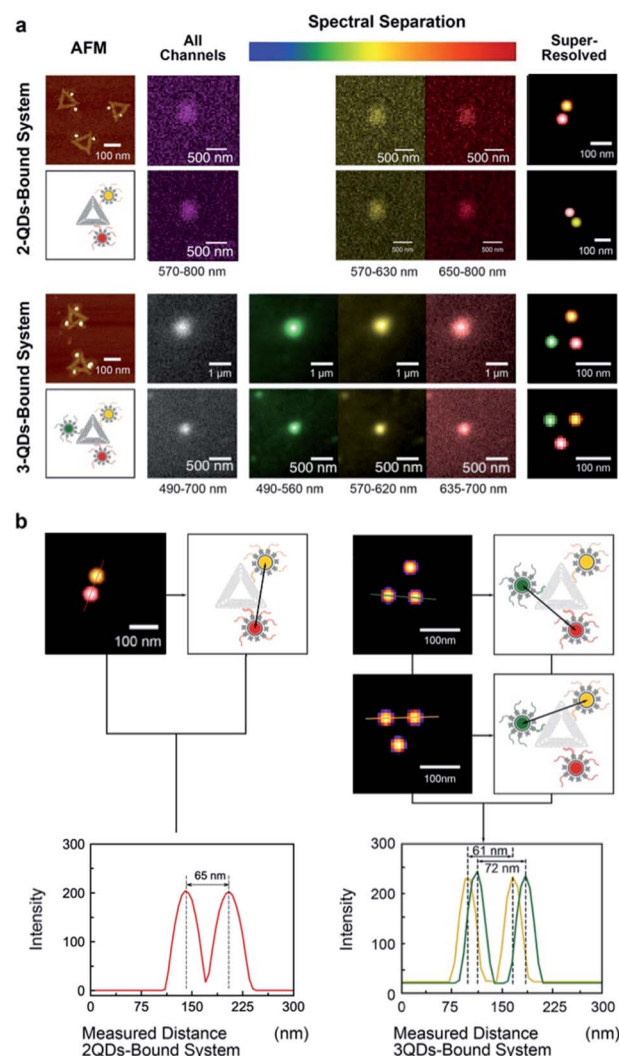 a
Spectral Separation
AFM
All
Channels
Super-
Resolved
2-QDs-Bound System
100 nm
500 nm
500 nm
500 nm
100 nm
500 nm
500 nm
500 nm
100 nm
570-800 nm
570-630 nm
650-800 nm
3-QDs-Bound System
100 nm
1 µm
1 µm
1 µm
1 µm
100 nm
500 nm
500 nm
500 nm
500 nm
100 nm
490-700 nm
490-560 nm
570-620 nm
635-700 nm
b
100 nm
100nm
100nm
300
200
100
0
Intensity
65 nm
0
75
150
225
300
Measured Distance
(nm)
2QDs-Bound System
300
200
100
0
Intensity
61 nm
72 nm
0
75
150
225
300
Measured Distance
(nm)
3QDs-Bound System